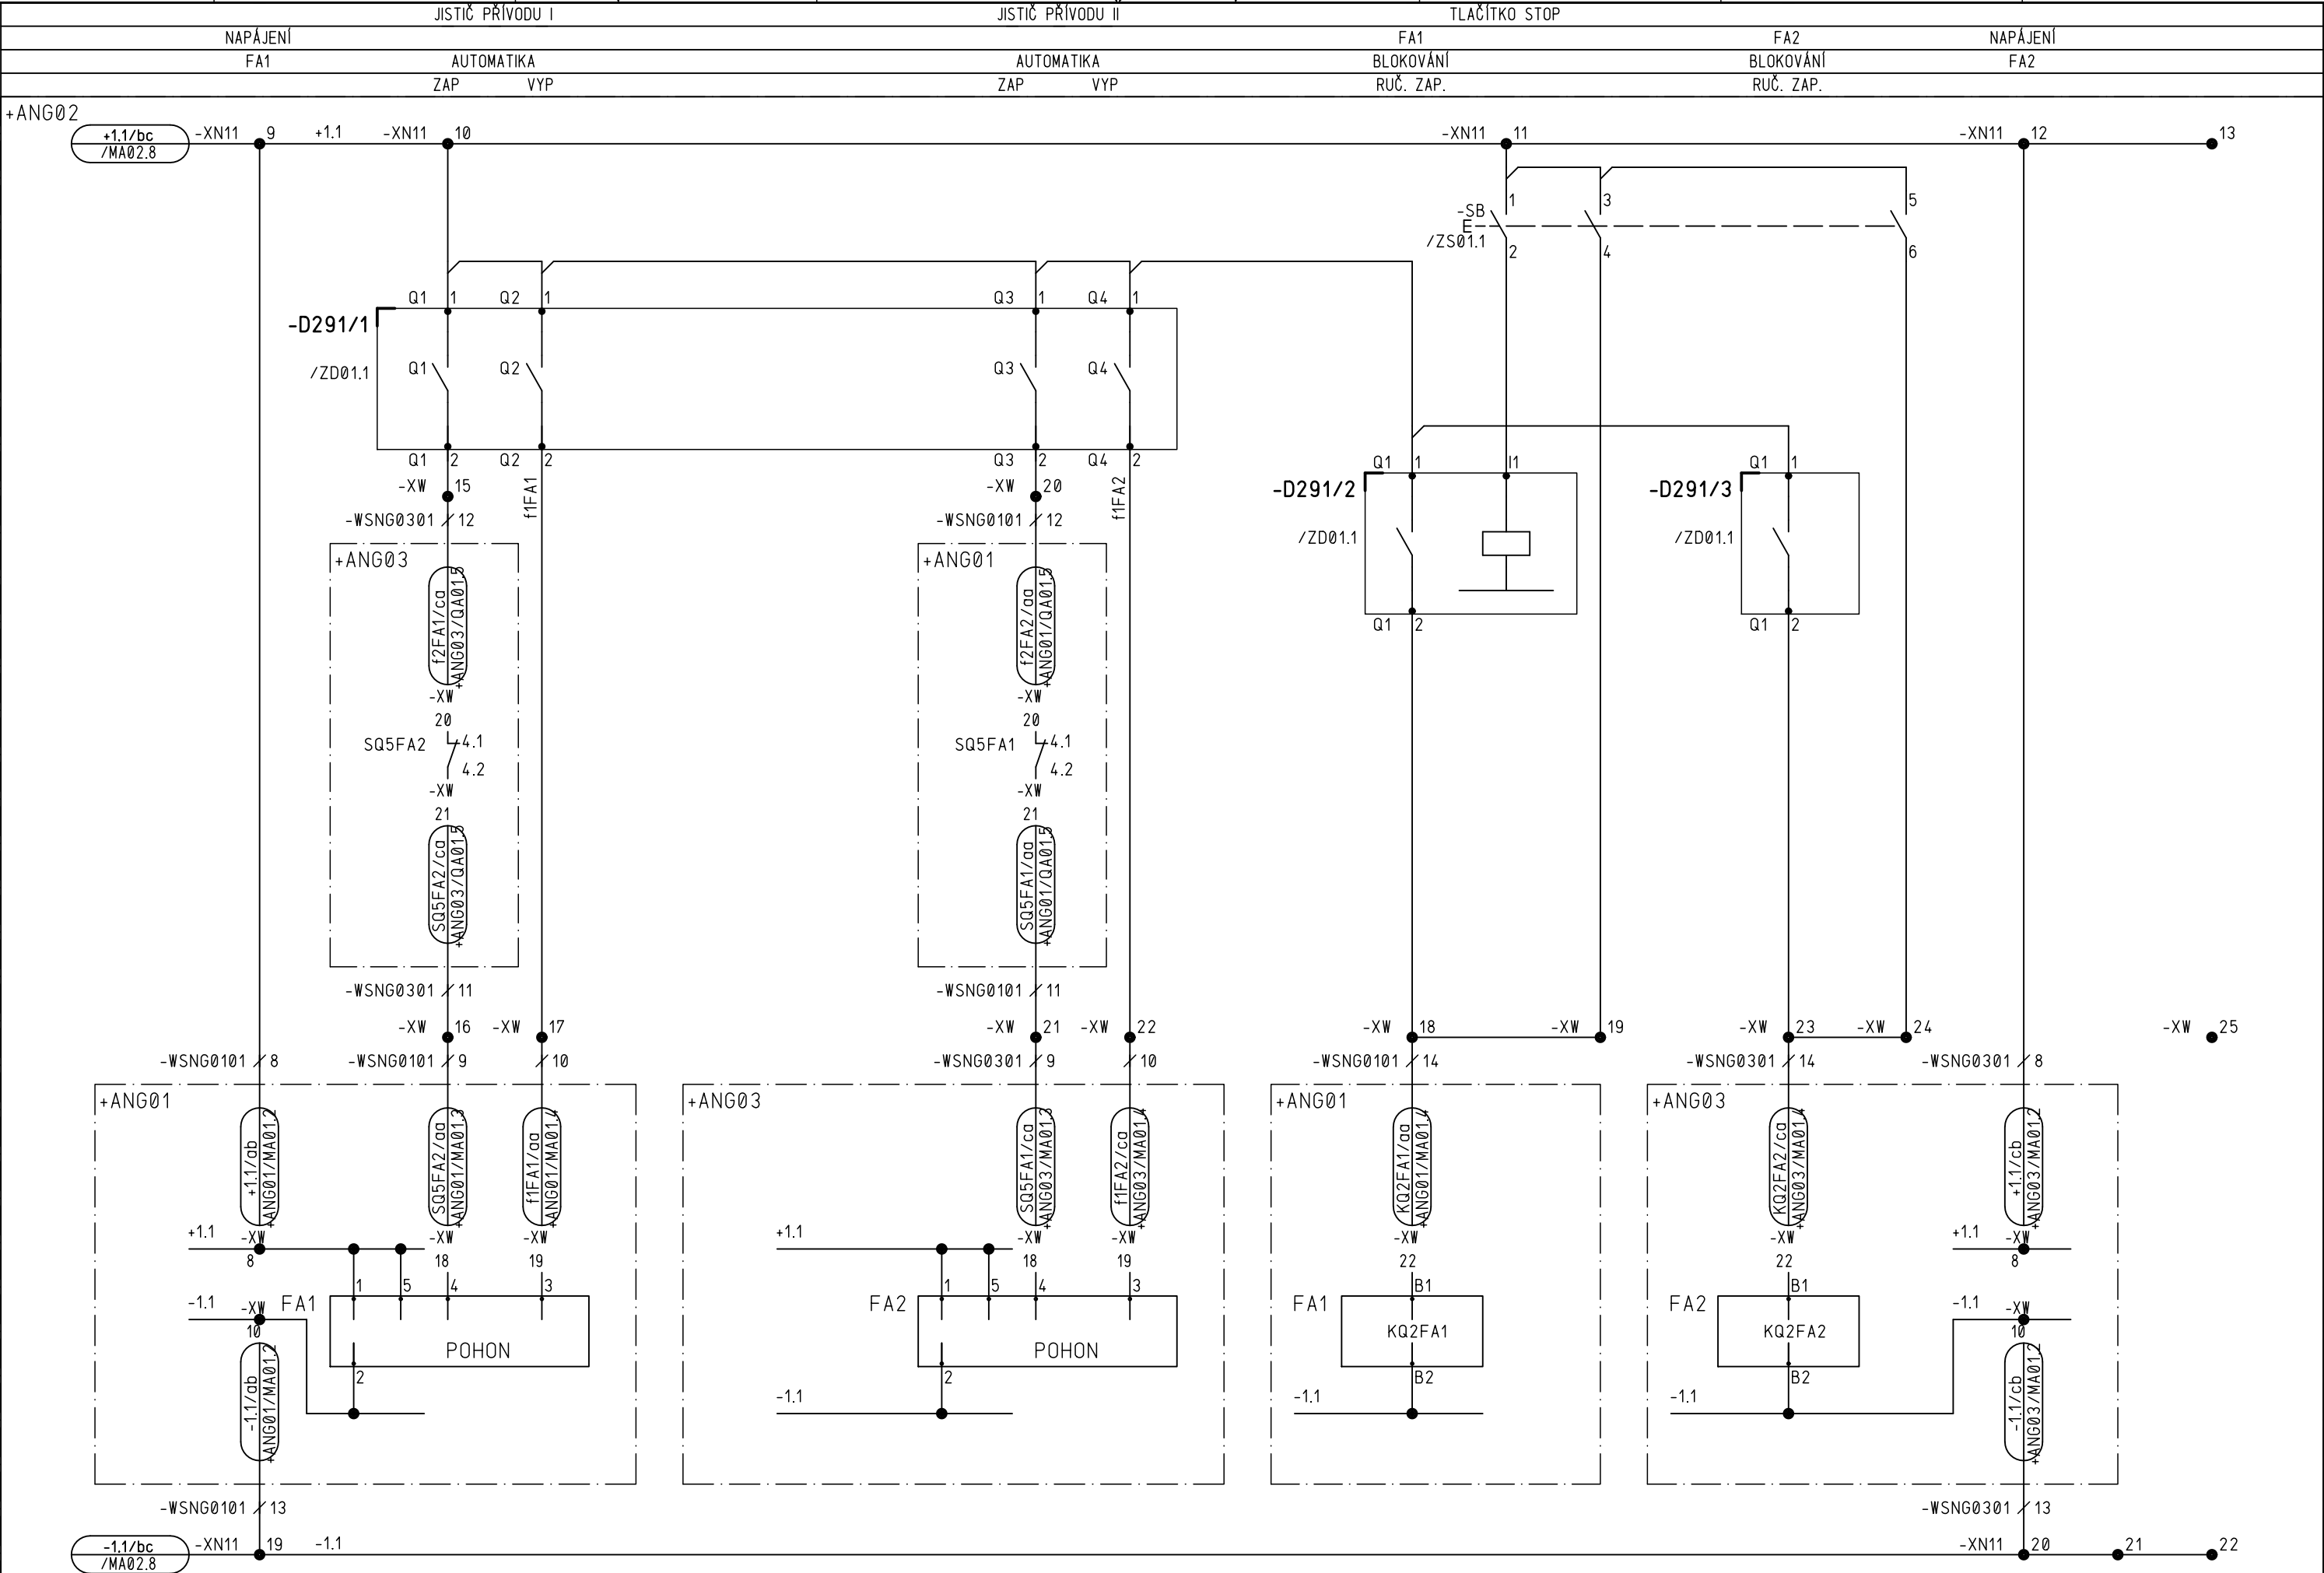 JISTIČ PŘÍVODU I JISTIČ PŘÍVODU II TLAČÍTKO STOP
NAPÁJENÍ FA1 FA2 NAPÁJENÍ
FA1 AUTOMATIKA AUTOMATIKA BLOKOVÁNÍ BLOKOVÁNÍ FA2
ZAP VYP ZAP VYP RUČ. ZAP. RUČ. ZAP.
+ANG02
+1.1/bc -XN11 9 +1.1 -XN11 10 -XN11 11 -XN11 12 13
/MA02.8
1 3 5
-SB
E
/ZS01.1 2 4 6
Q1 1 Q2 1 Q3 1 Q4 1
-D291/1
/ZD01.1 Q1 Q2 Q3 Q4
Q1 2 Q2 2 Q3 2 Q4 2 Q1 1 I1 Q1 1
-XW 15 f1FA1 -XW 20 f1FA2 -D291/2 -D291/3
-WSNG0301 12 -WSNG0101 12
/ZD01.1 /ZD01.1
+ANG03 +ANG01
f2FA1/ca f2FA2/aa
+ANG03/QA01.5 +ANG01/QA01.5
Q1 2 Q1 2
-XW -XW
20 20
SQ5FA2 4.1 SQ5FA1 4.1
4.2 4.2
-XW -XW
21 21
SQ5FA2/ca SQ5FA1/aa
+ANG03/QA01.5 +ANG01/QA01.5
-WSNG0301 11 -WSNG0101 11
-XW 16 -XW 17 -XW 21 -XW 22 -XW 18 -XW 19 -XW 23 -XW 24 -XW 25
-WSNG0101 8 -WSNG0101 9 10 -WSNG0301 9 10 -WSNG0101 14 -WSNG0301 14 -WSNG0301 8
+ANG01 +ANG03 +ANG01 +ANG03
+1.1/ab SQ5FA2/aa f1FA1/aa SQ5FA1/ca f1FA2/ca KQ2FA1/aa KQ2FA2/ca +1.1/cb
+ANG01/MA01.2 +ANG01/MA01.3 +ANG01/MA01.4 +ANG03/MA01.3 +ANG03/MA01.4 +ANG01/MA01.4 +ANG03/MA01.4 +ANG03/MA01.2
+1.1 -XW -XW -XW +1.1 -XW -XW -XW -XW +1.1 -XW
8 18 19 18 19 22 22 8
1 5 4 3 1 5 4 3 B1 B1
-1.1 -XW FA1 FA2 FA1 FA2 -1.1 -XW
10 POHON POHON KQ2FA1 KQ2FA2 10
2 2 B2 B2
-1.1 -1.1 -1.1
-1.1/ab -1.1/cb
+ANG01/MA01.2 +ANG03/MA01.2
-WSNG0101 13 -WSNG0301 13
-1.1/bc -XN11 19 -1.1 -XN11 20 21 22
/MA02.8